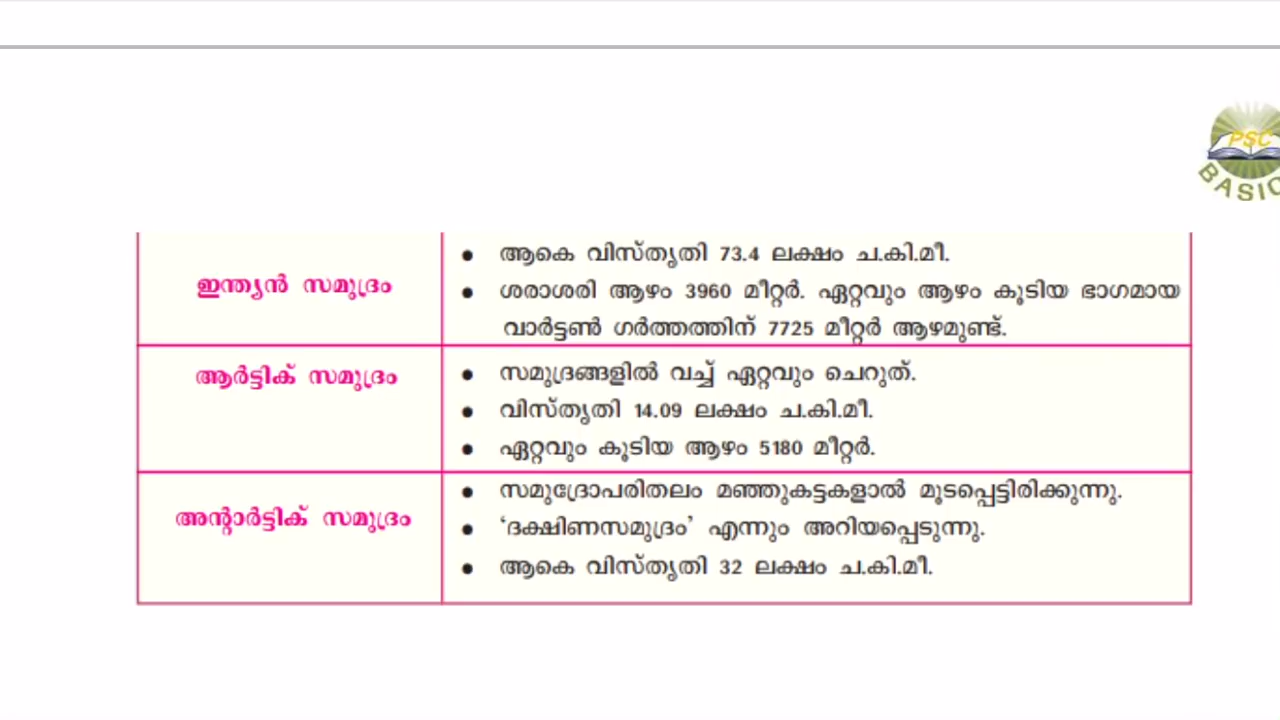 PSC
BASIC
ഇന്ത്യൻ സമുദ്രം
● ആകെ വിസ്തൃതി 73.4 ലക്ഷം ച.കി.മീ.
● ശരാശരി ആഴം 3960 മീറ്റർ. ഏറ്റവും ആഴം കൂടിയ ഭാഗമായ
വാർട്ടൺ ഗർത്തത്തിന് 7725 മീറ്റർ ആഴമുണ്ട്.
ആർട്ടിക് സമുദ്രം
● സമുദ്രങ്ങളിൽ വച്ച് ഏറ്റവും ചെറുത്.
● വിസ്തൃതി 14.09 ലക്ഷം ച.കി.മീ.
● ഏറ്റവും കൂടിയ ആഴം 5180 മീറ്റർ.
അന്റാർട്ടിക് സമുദ്രം
● സമുദ്രോപരിതലം മഞ്ഞുകട്ടകളാൽ മൂടപ്പെട്ടിരിക്കുന്നു.
● ‘ദക്ഷിണസമുദ്രം’ എന്നും അറിയപ്പെടുന്നു.
● ആകെ വിസ്തൃതി 32 ലക്ഷം ച.കി.മീ.